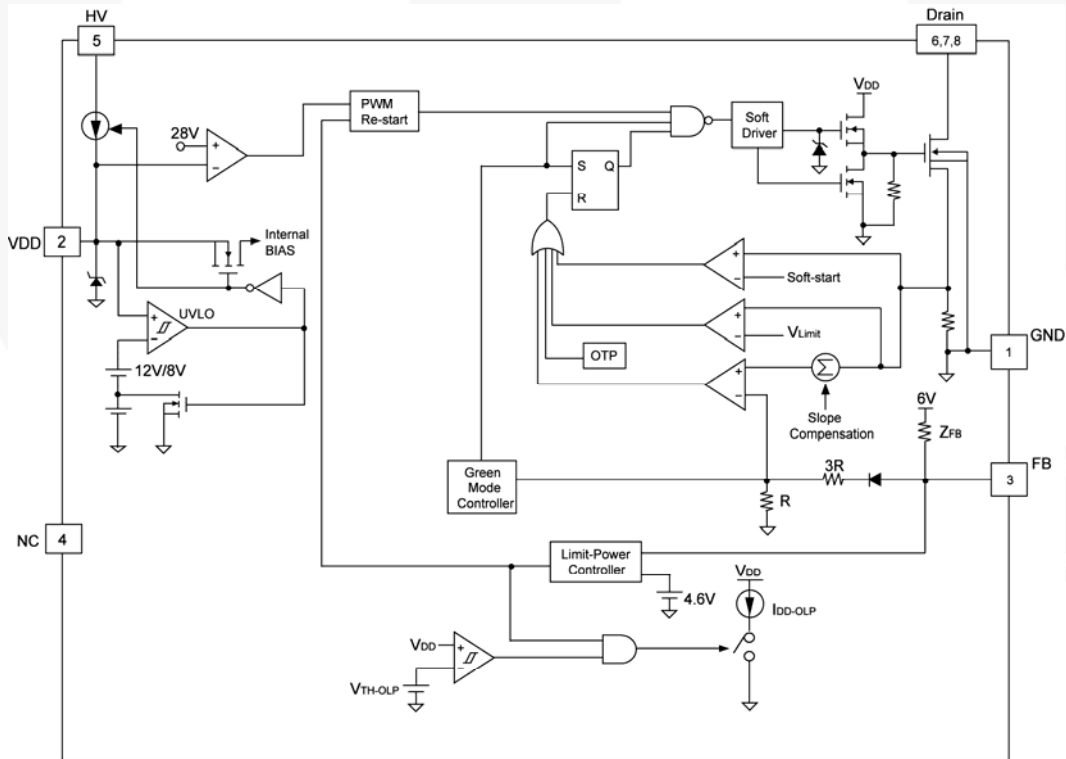 HV
5
Drain
6,7,8
PWM
Re-start
VDD
Soft
Driver
28V
+
−
S Q
R
VDD
2
Internal
BIAS
UVLO
+
−
12V/8V
+
−
Soft-start
+
−
VLimit
OTP
+
−
Σ
Slope
Compensation
GND
1
6V
ZFB
FB
3
3R
R
Green
Mode
Controller
NC
4
Limit-Power
Controller
4.6V
VDD
IDD-OLP
VDD
+
−
VTH-OLP